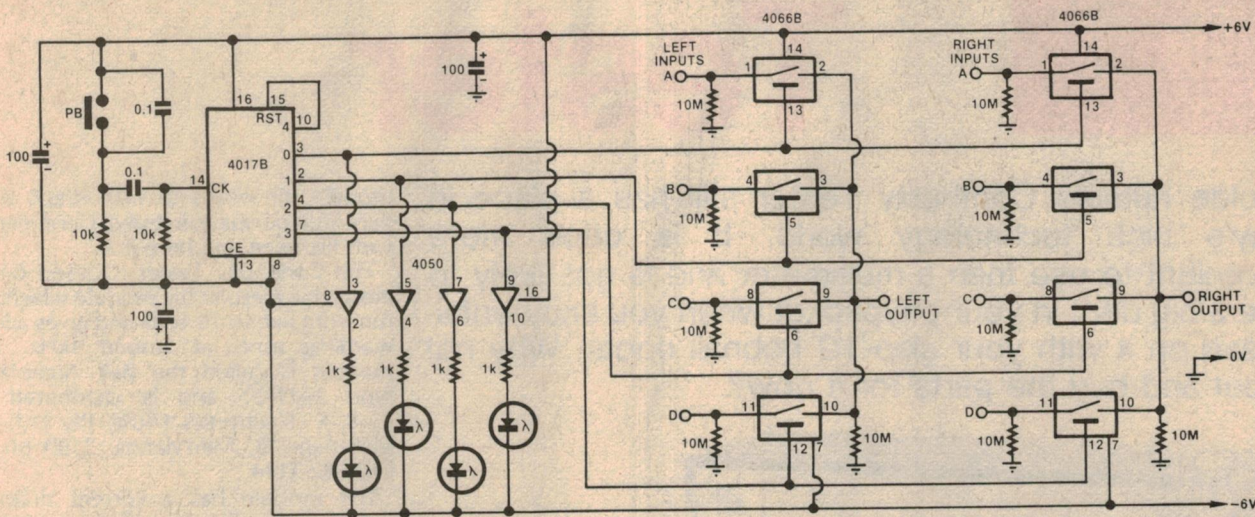 4066B
4066B
+6V
LEFT
INPUTS
RIGHT
INPUTS
100
+
-
PB
0.1
100
+
-
16
15
RST
4
10
4017B
0
3
1
2
2
4
3
7
0.1
14
CK
10k
10k
CE
13
8
100
+
-
4050
8
3
5
7
9
16
2
4
6
10
1k
1k
1k
1k
λ
λ
λ
λ
A
1
14
2
13
10M
B
4
3
5
10M
C
8
9
6
10M
LEFT
OUTPUT
D
11
10
12
7
10M
10M
A
1
14
2
13
10M
B
4
3
5
10M
C
8
9
6
10M
RIGHT
OUTPUT
0V
D
11
10
12
7
10M
10M
-6V